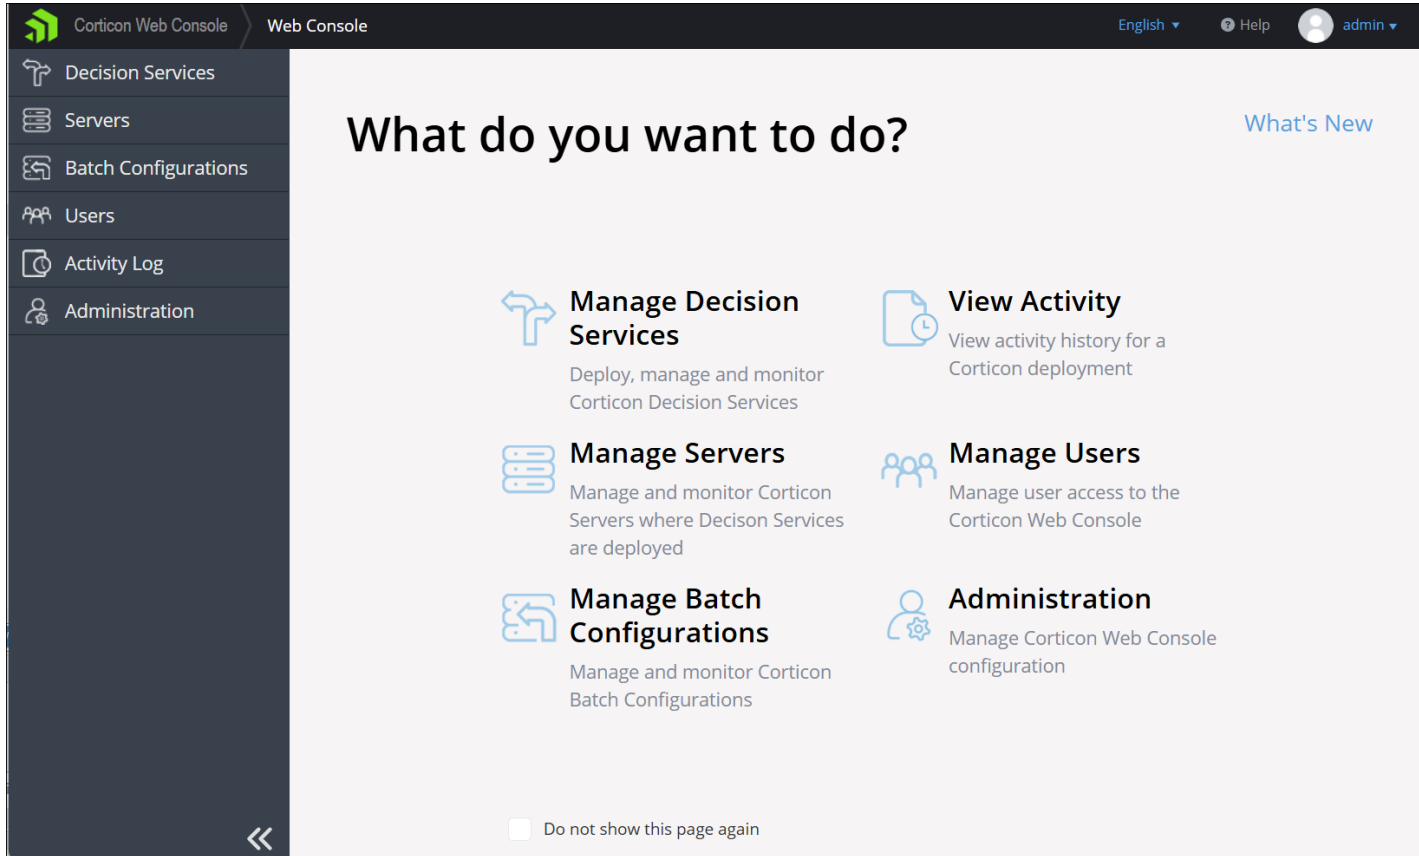 Corticon Web Console
Web Console
English
Help
admin
Decision Services
Servers
Batch Configurations
Users
Activity Log
Administration
What do you want to do?
What's New
Manage Decision
Services
Deploy, manage and monitor
Corticon Decision Services
View Activity
View activity history for a
Corticon deployment
Manage Servers
Manage and monitor Corticon
Servers where Decison Services
are deployed
Manage Users
Manage user access to the
Corticon Web Console
Manage Batch
Configurations
Manage and monitor Corticon
Batch Configurations
Administration
Manage Corticon Web Console
configuration
Do not show this page again